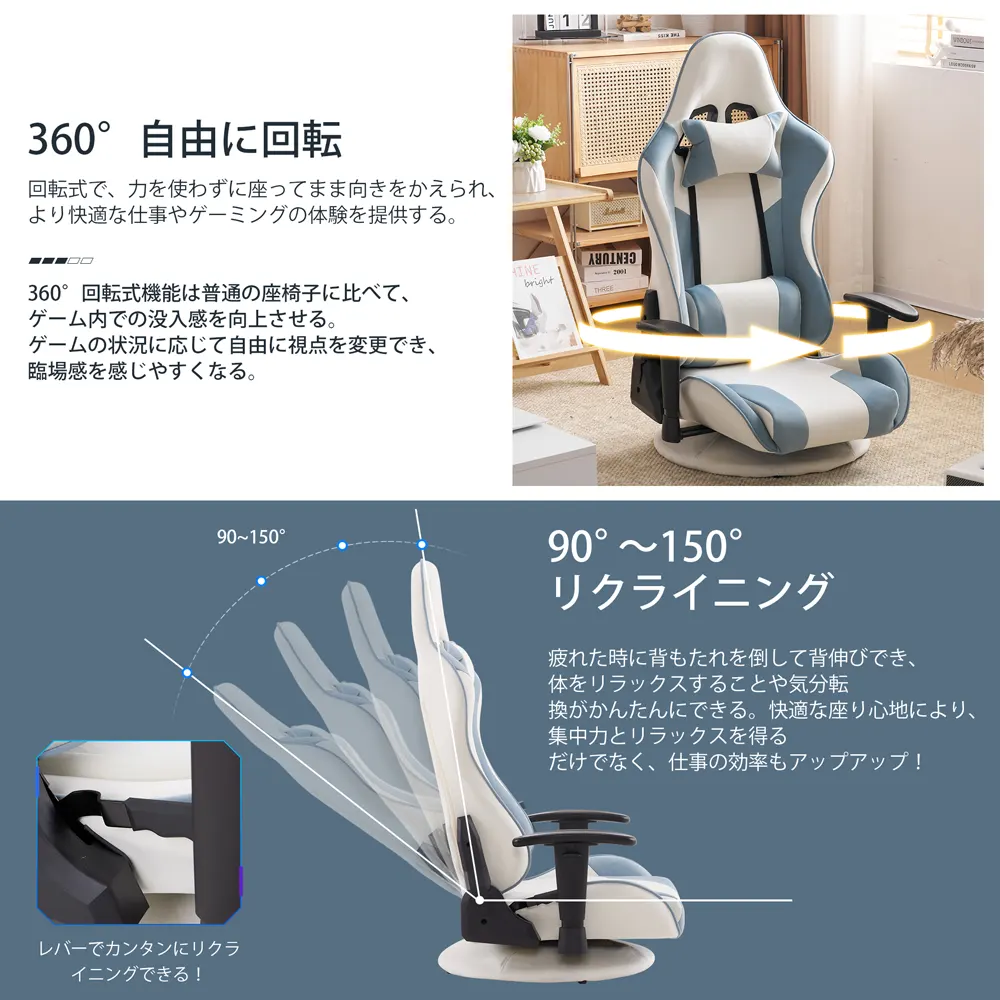 360° 自由に回転
回転式で、力を使わずに座ってまま向きをかえられ、
より快適な仕事やゲーミングの体験を提供する。
360°回転式機能は普通の座椅子に比べて、
ゲーム内での没入感を向上させる。
ゲームの状況に応じて自由に視点を変更でき、
臨場感を感じやすくなる。
THE KISS
CENTURY
2001
THREE
bright
90~150°
90°～150°
リクライニング
疲れた時に背もたれを倒して背伸びでき、
体をリラックスすることや気分転
換がかんたんにできる。快適な座り心地により、
集中力とリラックスを得る
だけでなく、仕事の効率もアップアップ！
レバーでカンタンにリクラ
イニングできる！